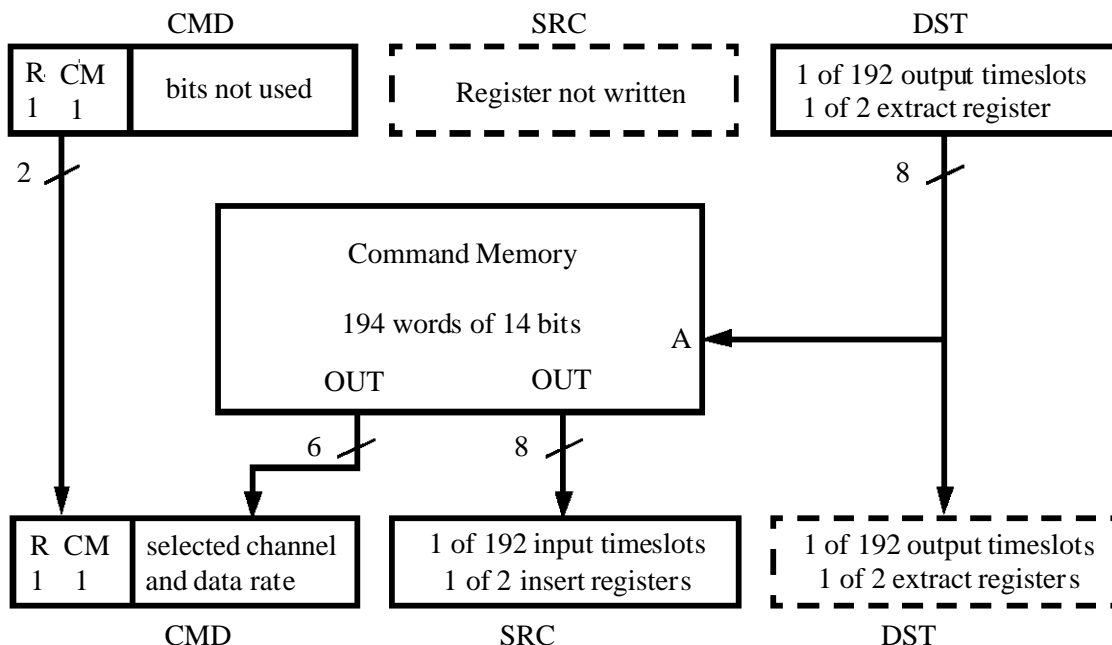 CMD SRC DST
R CM
1 1
bits not used
Register not written
1 of 192 output timeslots
1 of 2 extract register
2
8
Command Memory
194 words of 14 bits
A
OUT OUT
6
8
R CM
1 1
selected channel
and data rate
1 of 192 input timeslots
1 of 2 insert registers
1 of 192 output timeslots
1 of 2 extract registers
CMD SRC DST